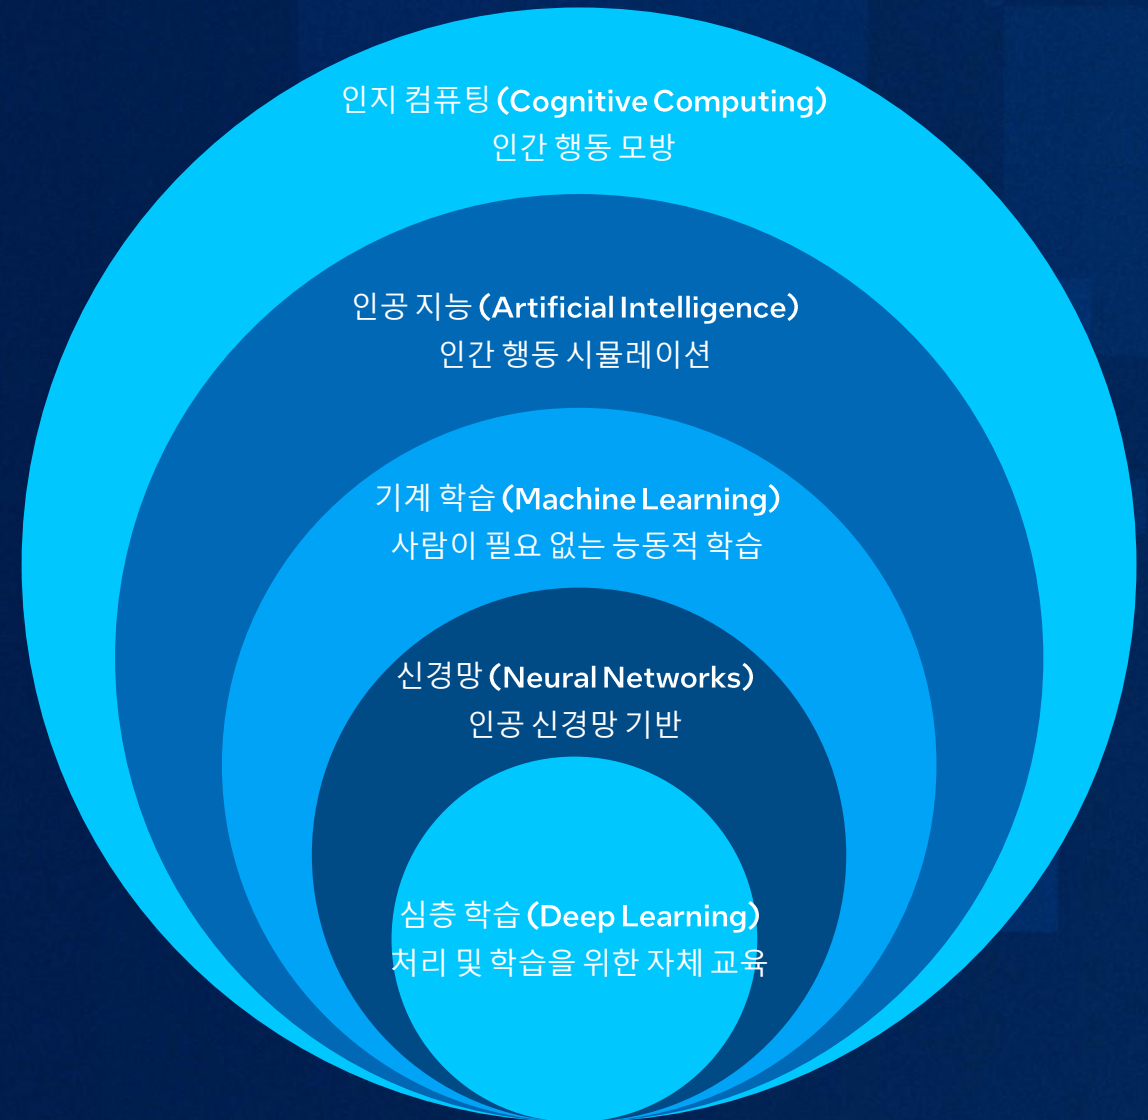 인지 컴퓨팅 (Cognitive Computing)
인간 행동 모방
인공 지능 (Artificial Intelligence)
인간 행동 시뮬레이션
기계 학습 (Machine Learning)
사람이 필요 없는 능동적 학습
신경망 (Neural Networks)
인공 신경망 기반
심층 학습 (Deep Learning)
처리 및 학습을 위한 자체 교육